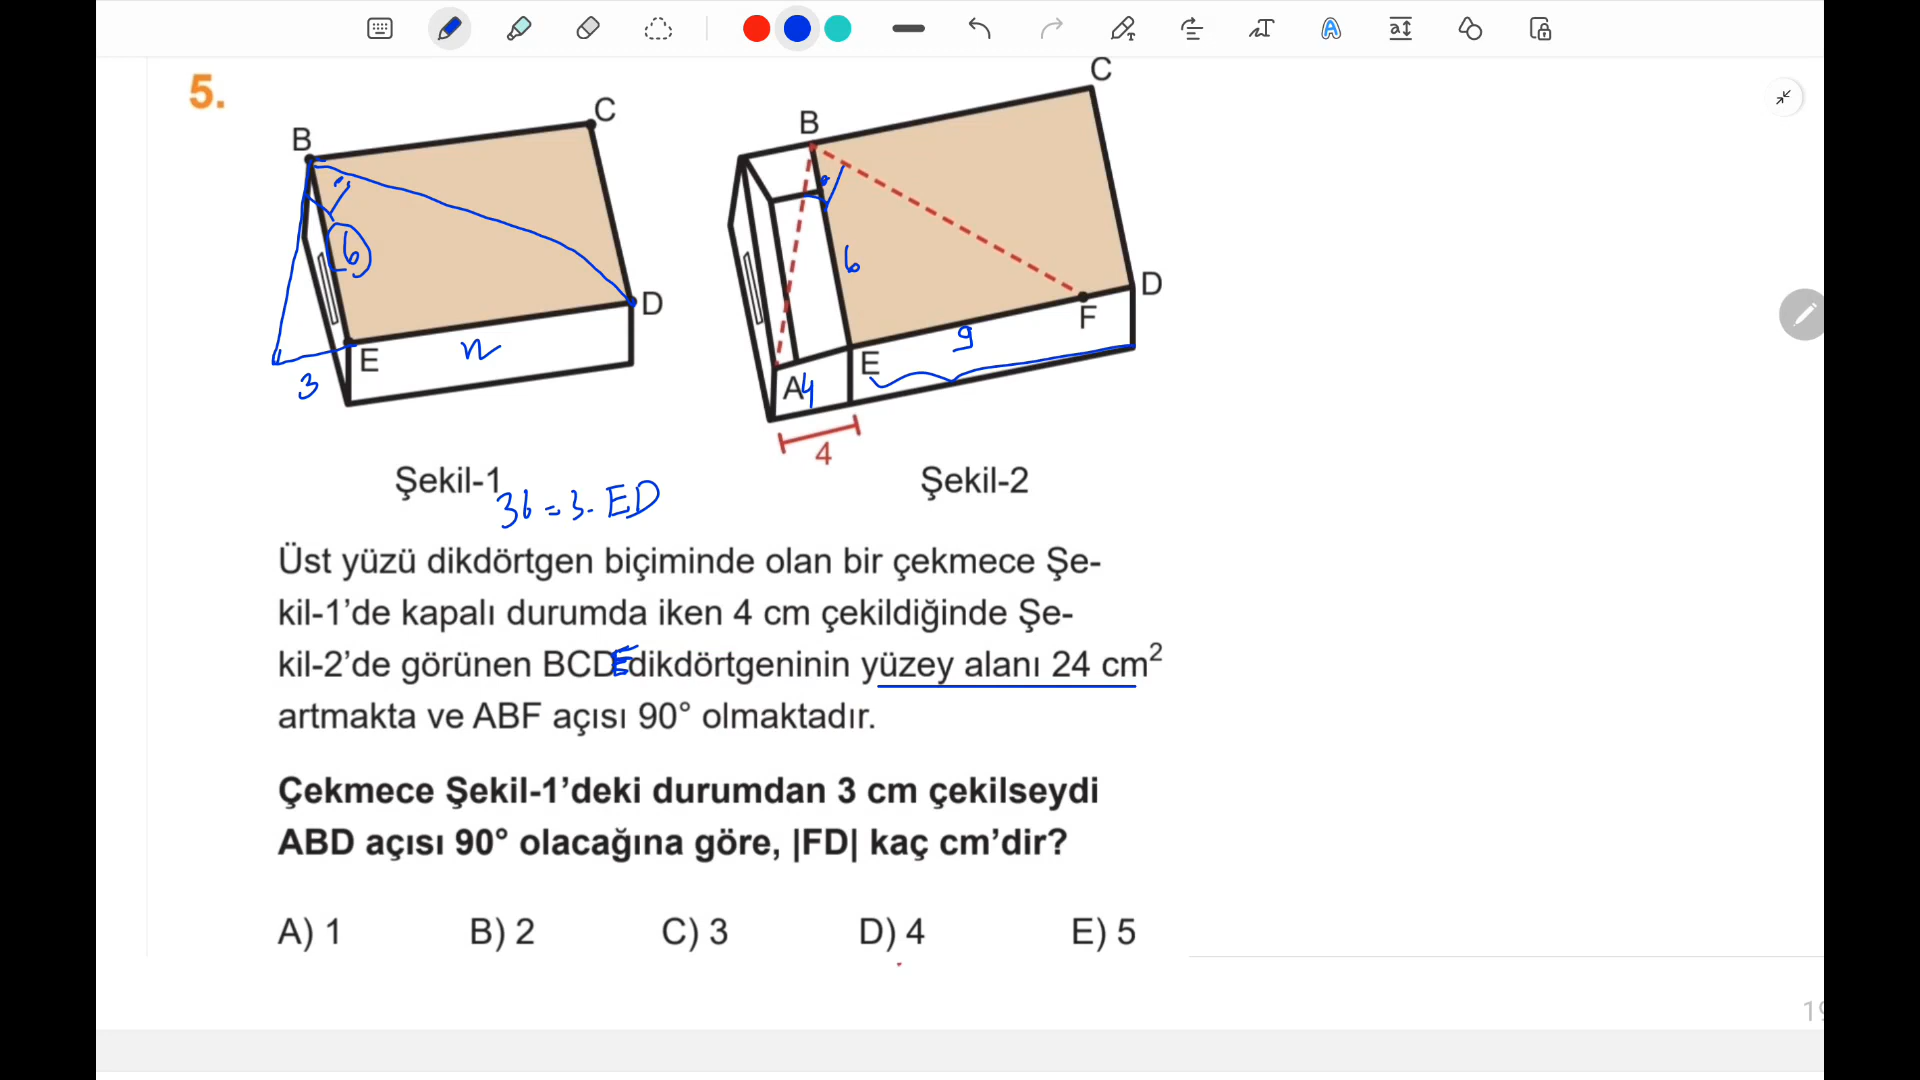 5.
C
B
D
E
n
3
6
Şekil-1
C
B
D
F
E
A
4
6
9
4
Şekil-2
36 = 3. ED
Üst yüzü dikdörtgen biçiminde olan bir çekmece Şe-
kil-1’de kapalı durumda iken 4 cm çekildiğinde Şe-
kil-2’de görünen BCDE dikdörtgeninin yüzey alanı 24 cm²
artmakta ve ABF açısı 90° olmaktadır.
Çekmece Şekil-1’deki durumdan 3 cm çekilseydi
ABD açısı 90° olacağına göre, |FD| kaç cm’dir?
A) 1 B) 2 C) 3 D) 4 E) 5